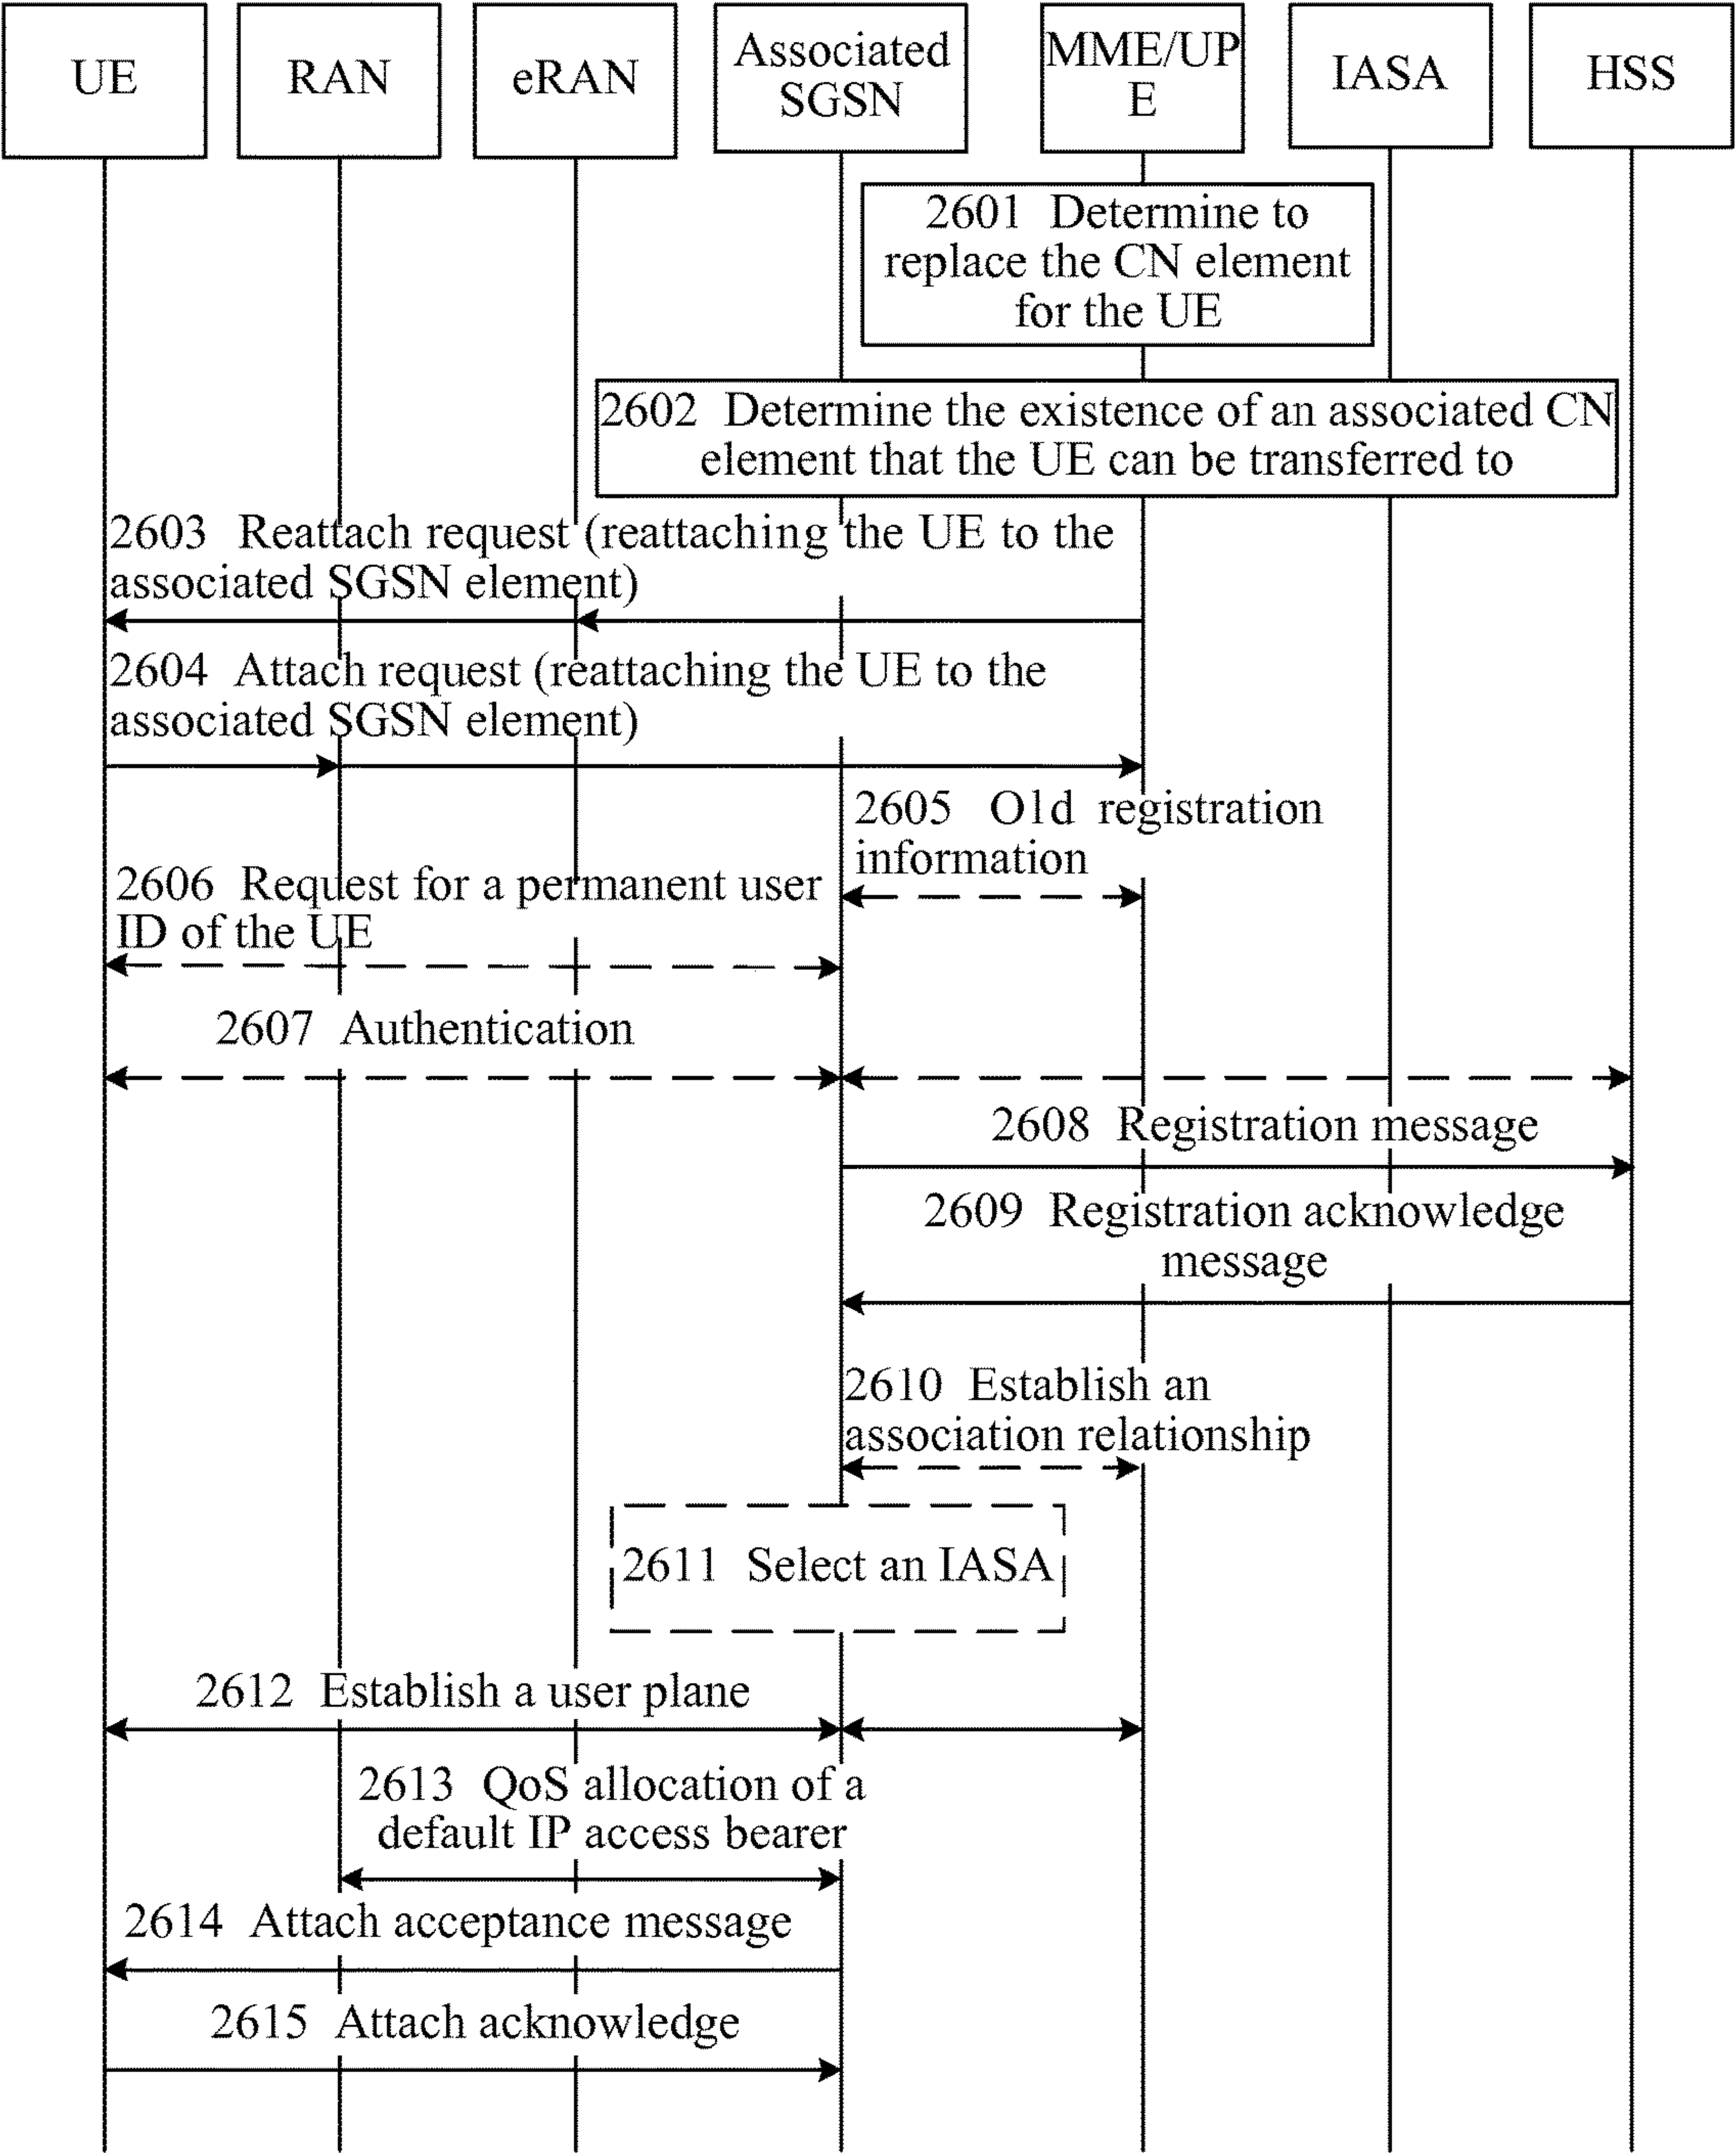 UE
RAN
eRAN
Associated
SGSN
MME/UP
E
IASA
HSS
2601 Determine to
replace the CN element
for the UE
2602 Determine the existence of an associated CN
element that the UE can be transferred to
2603 Reattach request (reattaching the UE to the
associated SGSN element)
2604 Attach request (reattaching the UE to the
associated SGSN element)
2605 Old registration
information
2606 Request for a permanent user
ID of the UE
2607 Authentication
2608 Registration message
2609 Registration acknowledge
message
2610 Establish an
association relationship
2611 Select an IASA
2612 Establish a user plane
2613 QoS allocation of a
default IP access bearer
2614 Attach acceptance message
2615 Attach acknowledge